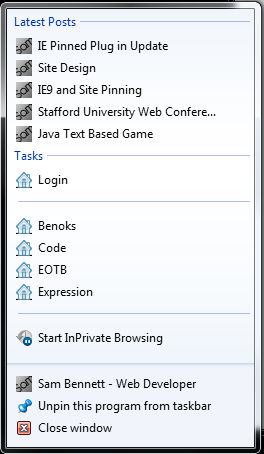 Latest Posts
IE Pinned Plug in Update
Site Design
IE9 and Site Pinning
Stafford University Web Confere...
Java Text Based Game
Tasks
Login
Benoks
Code
EOTB
Expression
Start InPrivate Browsing
Sam Bennett - Web Developer
Unpin this program from taskbar
Close window